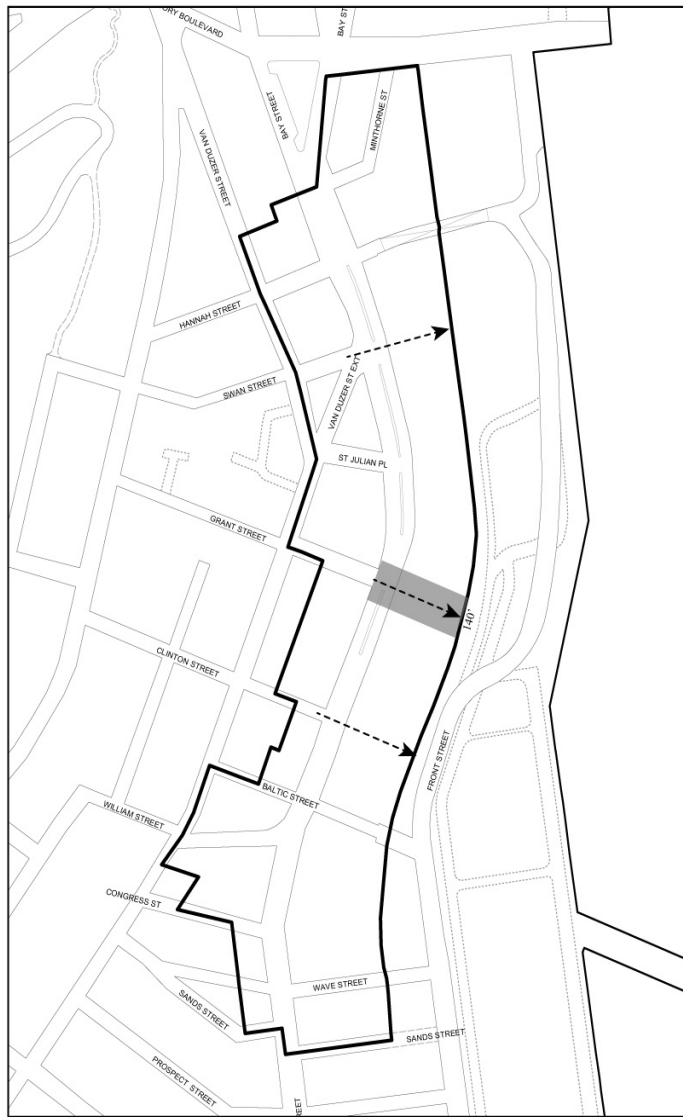 ORY BOULEVARD
BAY ST
BAY STREET
MINTHORNE ST
VAN DUZER STREET
HANNAH STREET
SWAN STREET
VAN DUZER ST EXT
ST JULIAN PL
GRANT STREET
140'
CLINTON STREET
FRONT STREET
BALTIC STREET
WILLIAM STREET
CONGRESS ST
WAVE STREET
SANDS STREET
SANDS STREET
PROSPECT STREET
REET